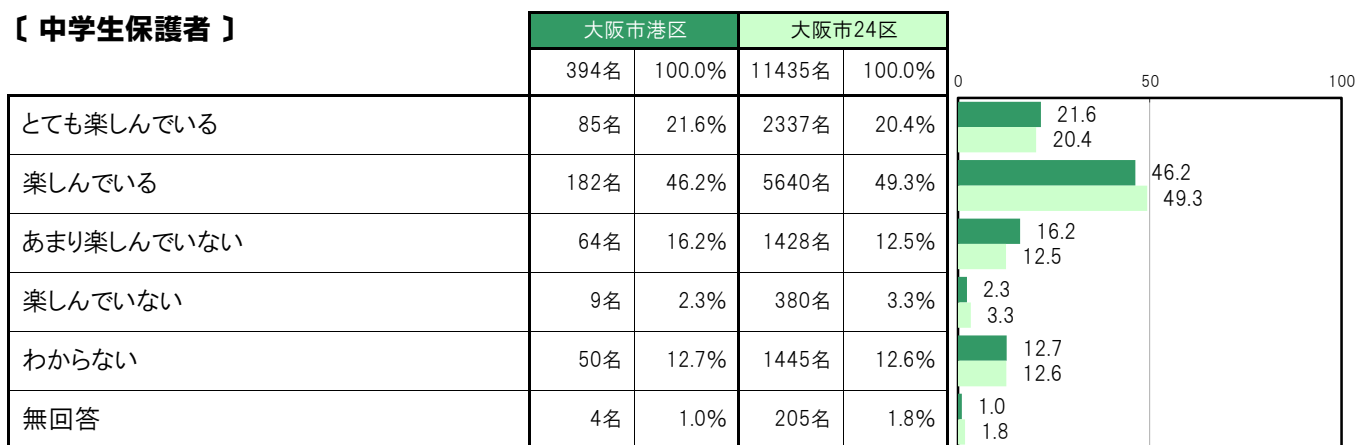 〔 中学生保護者 〕
大阪市港区 大阪市24区
394名 100.0% 11435名 100.0%
0 50 100
とても楽しんでいる 85名 21.6% 2337名 20.4%
21.6
20.4
楽しんでいる 182名 46.2% 5640名 49.3%
46.2
49.3
あまり楽しんでいない 64名 16.2% 1428名 12.5%
16.2
12.5
楽しんでいない 9名 2.3% 380名 3.3%
2.3
3.3
わからない 50名 12.7% 1445名 12.6%
12.7
12.6
無回答 4名 1.0% 205名 1.8%
1.0
1.8